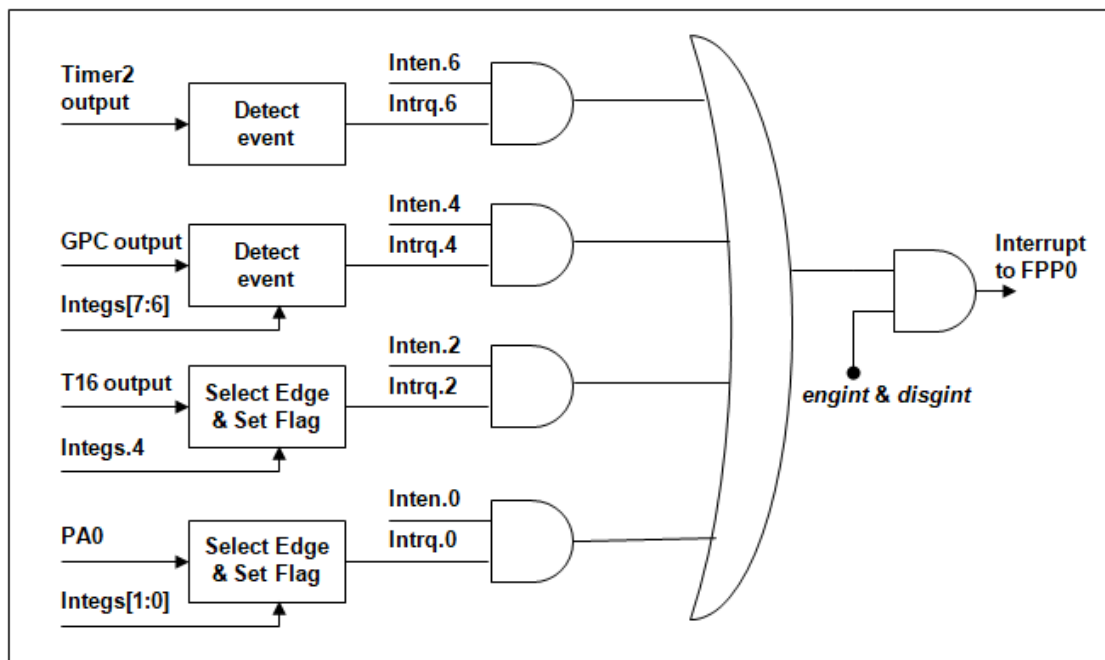 Timer2
output
Detect
event
Inten.6
Intrq.6
GPC output
Integs[7:6]
Detect
event
Inten.4
Intrq.4
T16 output
Integs.4
Select Edge
& Set Flag
Inten.2
Intrq.2
PA0
Integs[1:0]
Select Edge
& Set Flag
Inten.0
Intrq.0
Interrupt
to FPP0
engint & disgint